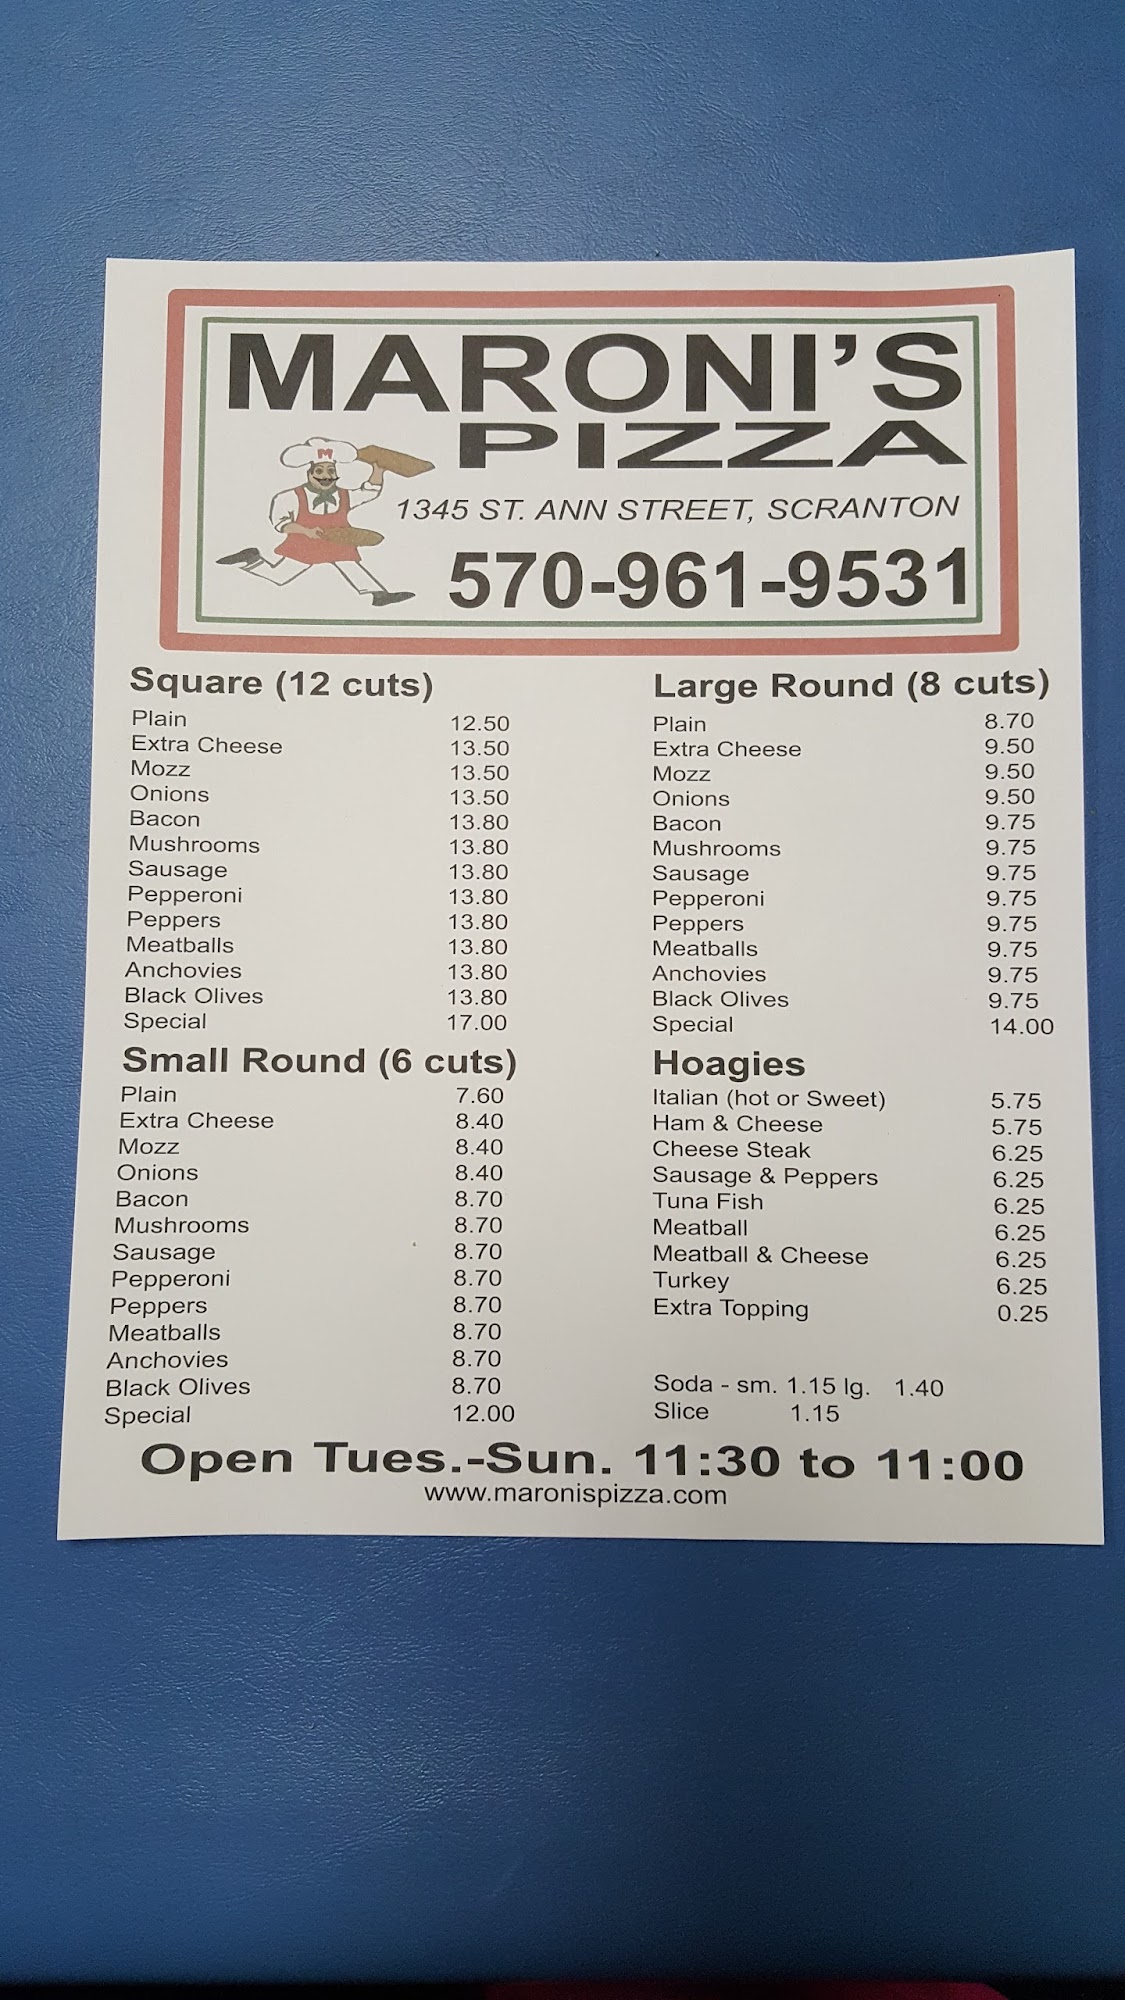 MARONI'S
PIZZA
M
1345 ST. ANN STREET, SCRANTON
570-961-9531
Square (12 cuts)
Plain 12.50
Extra Cheese 13.50
Mozz 13.50
Onions 13.50
Bacon 13.80
Mushrooms 13.80
Sausage 13.80
Pepperoni 13.80
Peppers 13.80
Meatballs 13.80
Anchovies 13.80
Black Olives 13.80
Special 17.00
Large Round (8 cuts)
Plain 8.70
Extra Cheese 9.50
Mozz 9.50
Onions 9.50
Bacon 9.75
Mushrooms 9.75
Sausage 9.75
Pepperoni 9.75
Peppers 9.75
Meatballs 9.75
Anchovies 9.75
Black Olives 9.75
Special 14.00
Small Round (6 cuts)
Plain 7.60
Extra Cheese 8.40
Mozz 8.40
Onions 8.40
Bacon 8.70
Mushrooms 8.70
Sausage 8.70
Pepperoni 8.70
Peppers 8.70
Meatballs 8.70
Anchovies 8.70
Black Olives 8.70
Special 12.00
Hoagies
Italian (hot or Sweet) 5.75
Ham & Cheese 5.75
Cheese Steak 6.25
Sausage & Peppers 6.25
Tuna Fish 6.25
Meatball 6.25
Meatball & Cheese 6.25
Turkey 6.25
Extra Topping 0.25
Soda - sm. 1.15 lg. 1.40
Slice 1.15
Open Tues.-Sun. 11:30 to 11:00
www.maronispizza.com